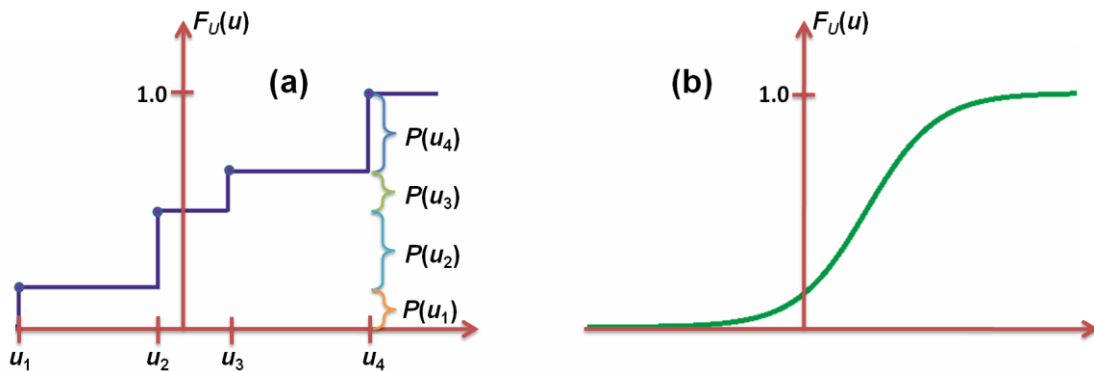 F_U(u)
(a)
1.0
P(u₄)
P(u₃)
P(u₂)
P(u₁)
u₁ u₂ u₃ u₄
F_U(u)
(b)
1.0